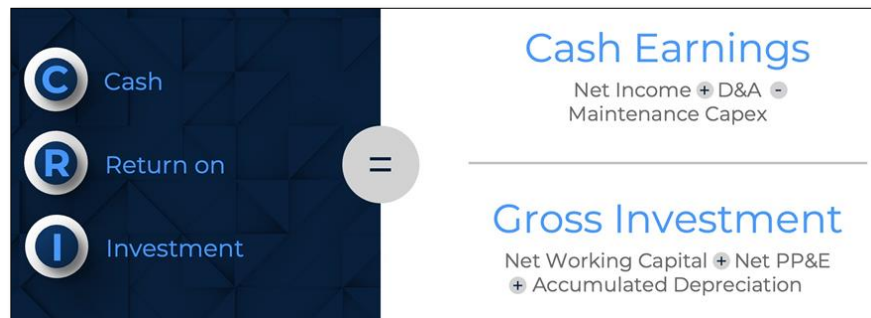 C Cash
R Return on
I Investment
=
Cash Earnings
Net Income + D&A -
Maintenance Capex
Gross Investment
Net Working Capital + Net PP&E
+ Accumulated Depreciation